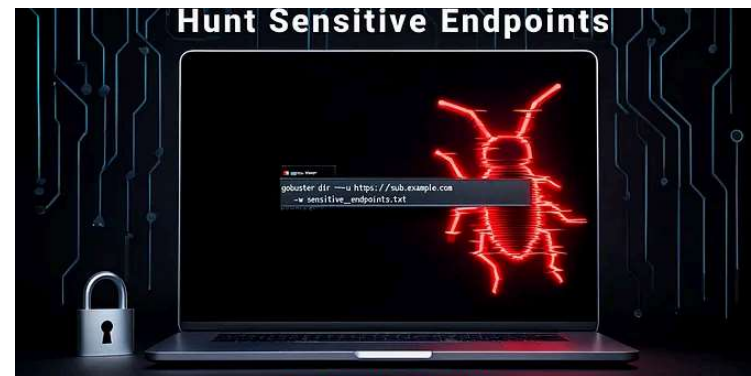 Hunt Sensitive Endpoints
gobuster dir —u https://sub.example.com
-w sensitive_endpoints.txt